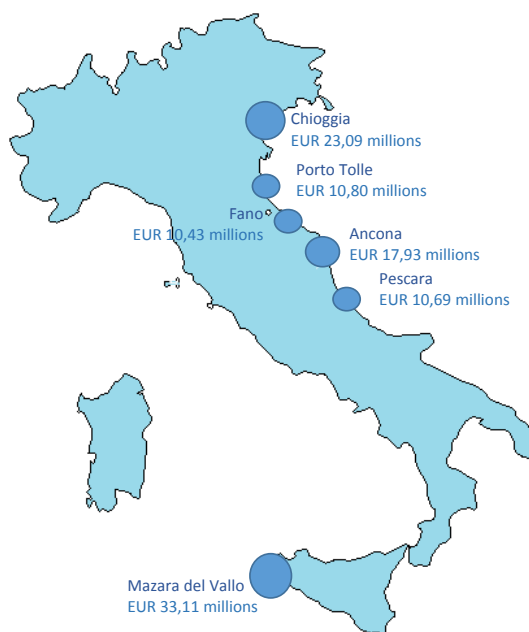 Chioggia
EUR 23,09 millions
Porto Tolle
EUR 10,80 millions
Fano
EUR 10,43 millions
Ancona
EUR 17,93 millions
Pescara
EUR 10,69 millions
Mazara del Vallo
EUR 33,11 millions